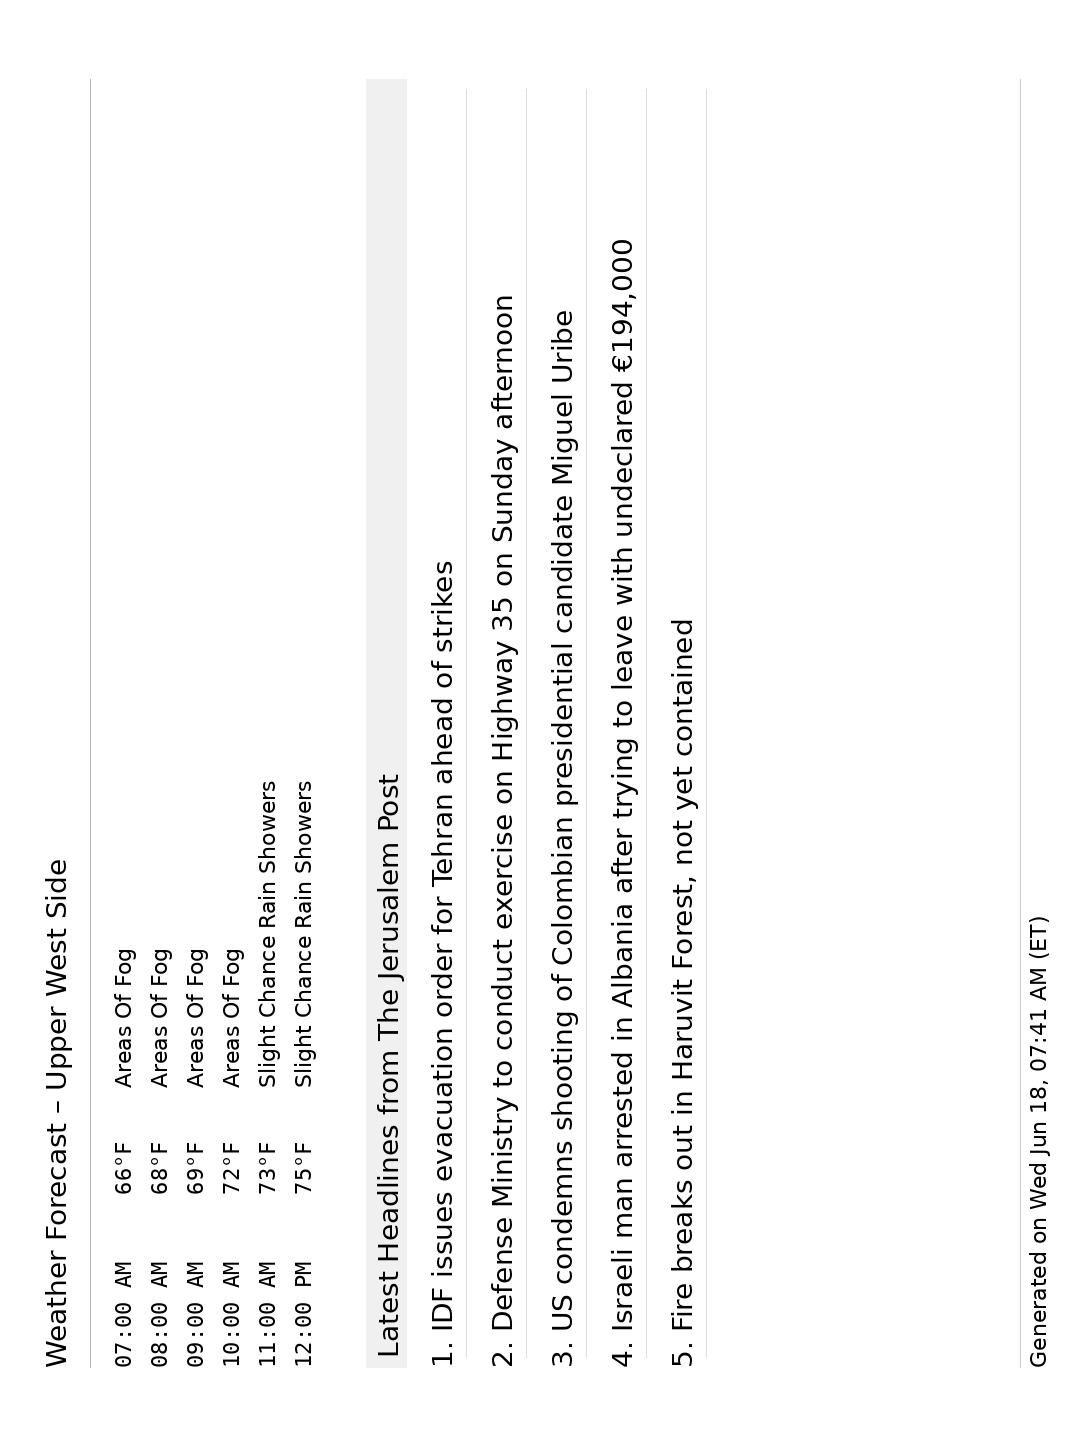 Weather Forecast – Upper West Side
07:00 AM 66°F Areas Of Fog
08:00 AM 68°F Areas Of Fog
09:00 AM 69°F Areas Of Fog
10:00 AM 72°F Areas Of Fog
11:00 AM 73°F Slight Chance Rain Showers
12:00 PM 75°F Slight Chance Rain Showers
Latest Headlines from The Jerusalem Post
1. IDF issues evacuation order for Tehran ahead of strikes
2. Defense Ministry to conduct exercise on Highway 35 on Sunday afternoon
3. US condemns shooting of Colombian presidential candidate Miguel Uribe
4. Israeli man arrested in Albania after trying to leave with undeclared €194,000
5. Fire breaks out in Haruvit Forest, not yet contained
Generated on Wed Jun 18, 07:41 AM (ET)